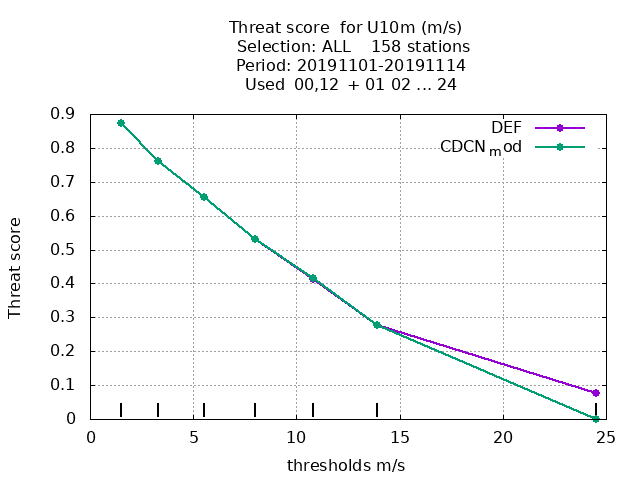 Threat score  for U10m (m/s)
Selection: ALL    158 stations
Period: 20191101-20191114
Used  00,12  + 01 02 ... 24
DEF
CDCNmod
0.9
0.8
0.7
0.6
0.5
0.4
0.3
0.2
0.1
0
Threat score
0 5 10 15 20 25
thresholds m/s